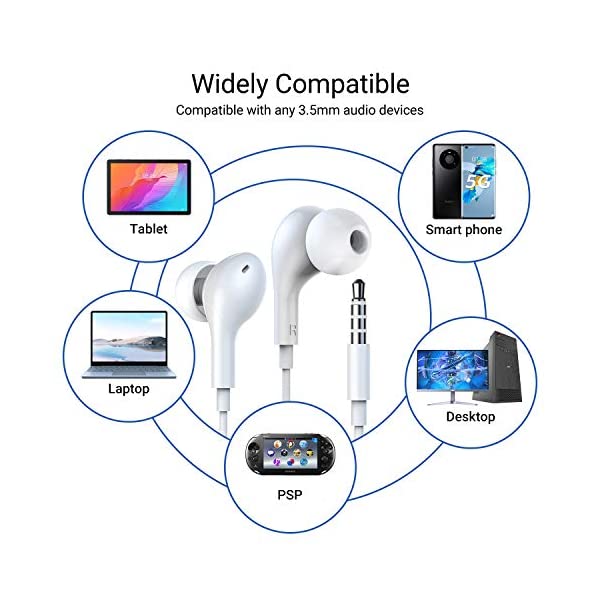 Widely Compatible
Compatible with any 3.5mm audio devices
Tablet
5G
Smart phone
R
Laptop
Desktop
PSP